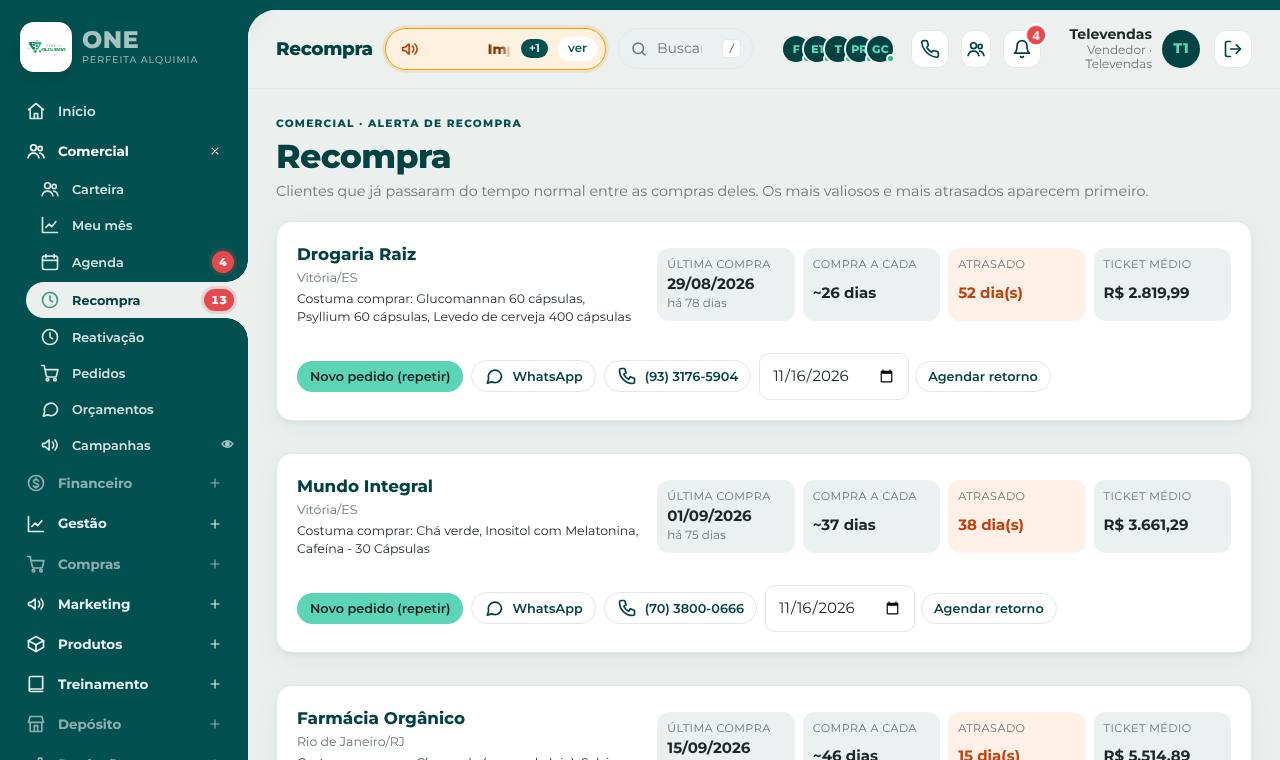 ONE
PERFEITA ALQUIMIA
Início
Comercial
Carteira
Meu mês
Agenda
4
Recompra
13
Reativação
Pedidos
Orçamentos
Campanhas
Financeiro +
Gestão +
Compras +
Marketing +
Produtos +
Treinamento +
Depósito +
Recompra
+1
ver
Buscar
/
F
E1
T
PR
GC
4
Televendas
Vendedor ·
Televendas
T1
COMERCIAL · ALERTA DE RECOMPRA
Recompra
Clientes que já passaram do tempo normal entre as compras deles. Os mais valiosos e mais atrasados aparecem primeiro.
Drogaria Raiz
Vitória/ES
Costuma comprar: Glucomannan 60 cápsulas,
Psyllium 60 cápsulas, Levedo de cerveja 400 cápsulas
ÚLTIMA COMPRA
29/08/2026
há 78 dias
COMPRA A CADA
~26 dias
ATRASADO
52 dia(s)
TICKET MÉDIO
R$ 2.819,99
Novo pedido (repetir)
WhatsApp
(93) 3176-5904
11/16/2026
Agendar retorno
Mundo Integral
Vitória/ES
Costuma comprar: Chá verde, Inositol com Melatonina,
Cafeína - 30 Cápsulas
ÚLTIMA COMPRA
01/09/2026
há 75 dias
COMPRA A CADA
~37 dias
ATRASADO
38 dia(s)
TICKET MÉDIO
R$ 3.661,29
Novo pedido (repetir)
WhatsApp
(70) 3800-0666
11/16/2026
Agendar retorno
Farmácia Orgânico
Rio de Janeiro/RJ
ÚLTIMA COMPRA
15/09/2026
COMPRA A CADA
~46 dias
ATRASADO
15 dia(s)
TICKET MÉDIO
R$ 5.514,89